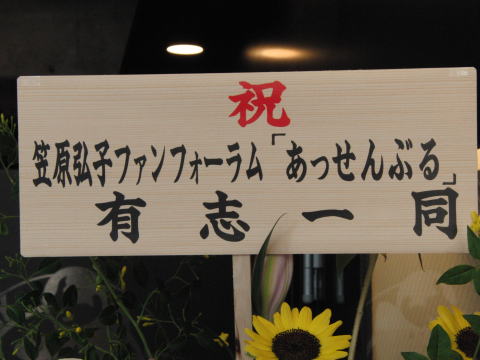 祝
笠原弘子ファンフォーラム「あっせんぶる」
有志一同